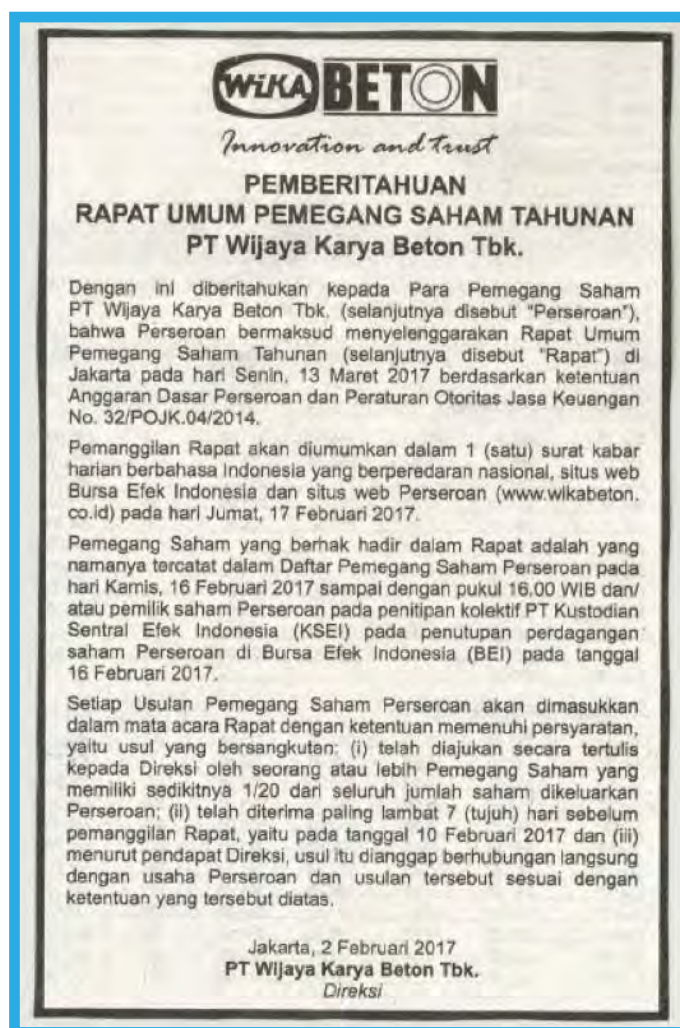 WiKA BETON
Innovation and trust
PEMBERITAHUAN
RAPAT UMUM PEMEGANG SAHAM TAHUNAN
PT Wijaya Karya Beton Tbk.
Dengan ini diberitahukan kepada Para Pemegang Saham
PT Wijaya Karya Beton Tbk. (selanjutnya disebut "Perseroan"),
bahwa Perseroan bermaksud menyelenggarakan Rapat Umum
Pemegang Saham Tahunan (selanjutnya disebut "Rapat") di
Jakarta pada hari Senin, 13 Maret 2017 berdasarkan ketentuan
Anggaran Dasar Perseroan dan Peraturan Otoritas Jasa Keuangan
No. 32/POJK.04/2014.
Pemanggilan Rapat akan diumumkan dalam 1 (satu) surat kabar
harian berbahasa Indonesia yang berperedaran nasional, situs web
Bursa Efek Indonesia dan situs web Perseroan (www.wikabeton.
co.id) pada hari Jumat, 17 Februari 2017.
Pemegang Saham yang berhak hadir dalam Rapat adalah yang
namanya tercatat dalam Daftar Pemegang Saham Perseroan pada
hari Kamis, 16 Februari 2017 sampai dengan pukul 16.00 WIB dan/
atau pemilik saham Perseroan pada penitipan kolektif PT Kustodian
Sentral Efek Indonesia (KSEI) pada penutupan perdagangan
saham Perseroan di Bursa Efek Indonesia (BEI) pada tanggal
16 Februari 2017.
Setiap Usulan Pemegang Saham Perseroan akan dimasukkan
dalam mata acara Rapat dengan ketentuan memenuhi persyaratan,
yaitu usul yang bersangkutan: (i) telah diajukan secara tertulis
kepada Direksi oleh seorang atau lebih Pemegang Saham yang
memiliki sedikitnya 1/20 dari seluruh jumlah saham dikeluarkan
Perseroan; (ii) telah diterima paling lambat 7 (tujuh) hari sebelum
pemanggilan Rapat, yaitu pada tanggal 10 Februari 2017 dan (iii)
menurut pendapat Direksi, usul itu dianggap berhubungan langsung
dengan usaha Perseroan dan usulan tersebut sesuai dengan
ketentuan yang tersebut diatas.
Jakarta, 2 Februari 2017
PT Wijaya Karya Beton Tbk.
Direksi